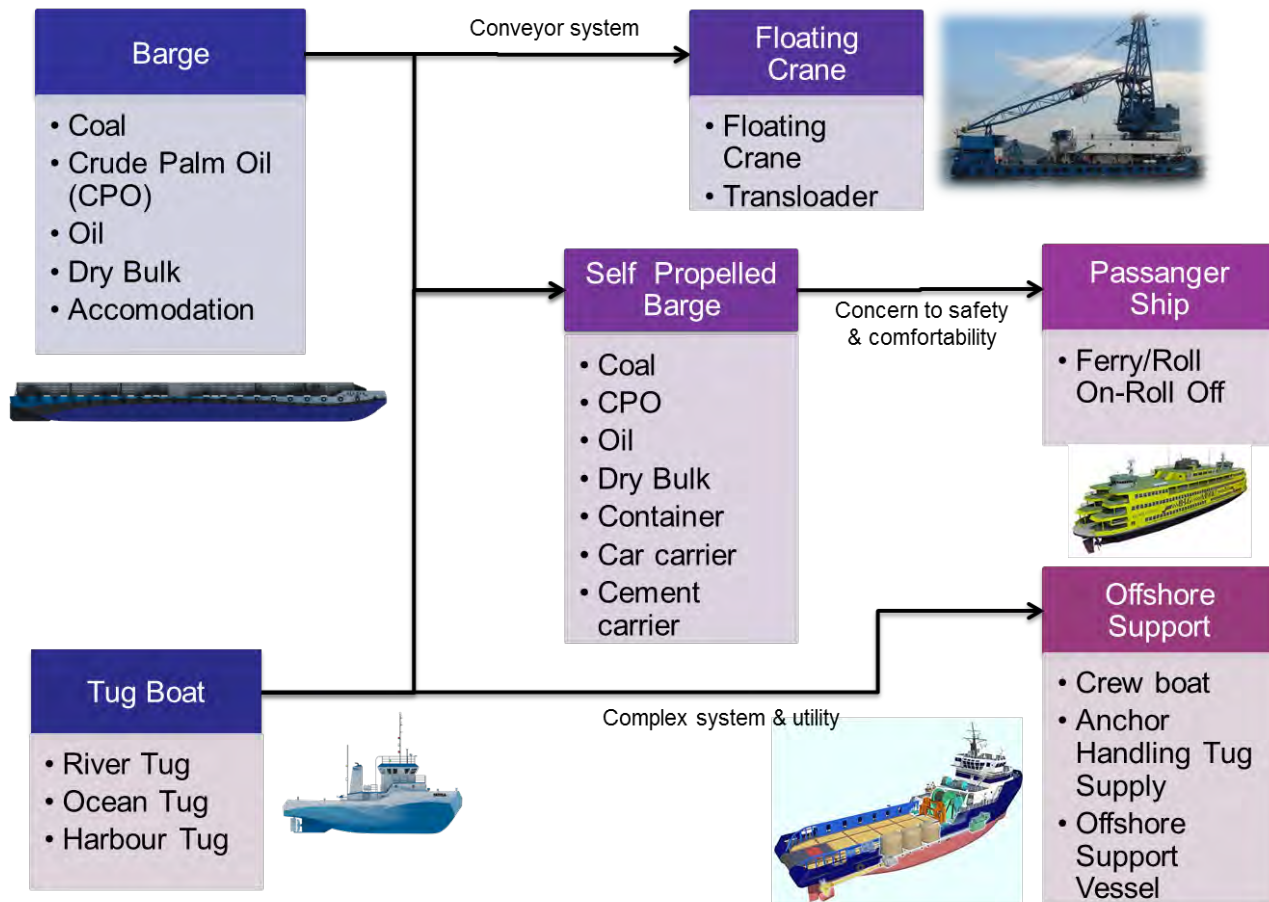 Barge
• Coal
• Crude Palm Oil
(CPO)
• Oil
• Dry Bulk
• Accomodation
Conveyor system
Floating
Crane
• Floating
Crane
• Transloader
Self Propelled
Barge
• Coal
• CPO
• Oil
• Dry Bulk
• Container
• Car carrier
• Cement
carrier
Concern to safety
& comfortability
Passanger
Ship
• Ferry/Roll
On-Roll Off
Tug Boat
• River Tug
• Ocean Tug
• Harbour Tug
Complex system & utility
Offshore
Support
• Crew boat
• Anchor
Handling Tug
Supply
• Offshore
Support
Vessel